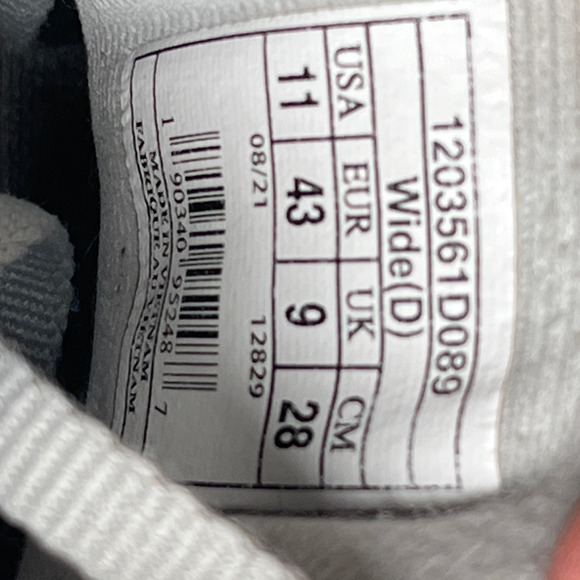 1203561D089
Wide(D)
USA EUR UK CM
11 43 9 28
08/21 12829
1 90340 95248 7
MADE IN VIETNAM
FABRIQUE AU VIETNAM